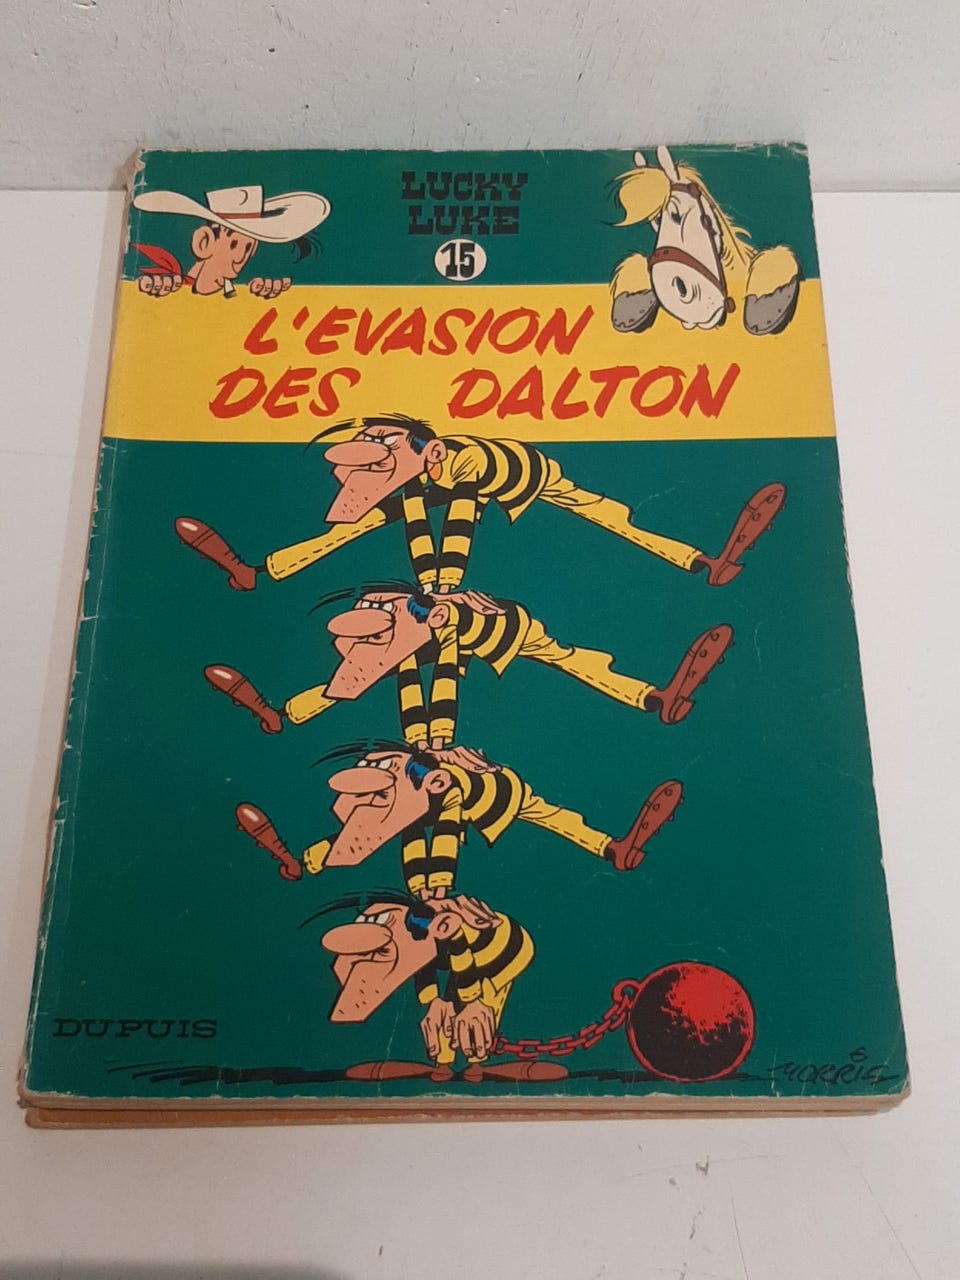 LUCKY
LUKE
15
L'EVASION
DES DALTON
DUPUIS
MORRIS